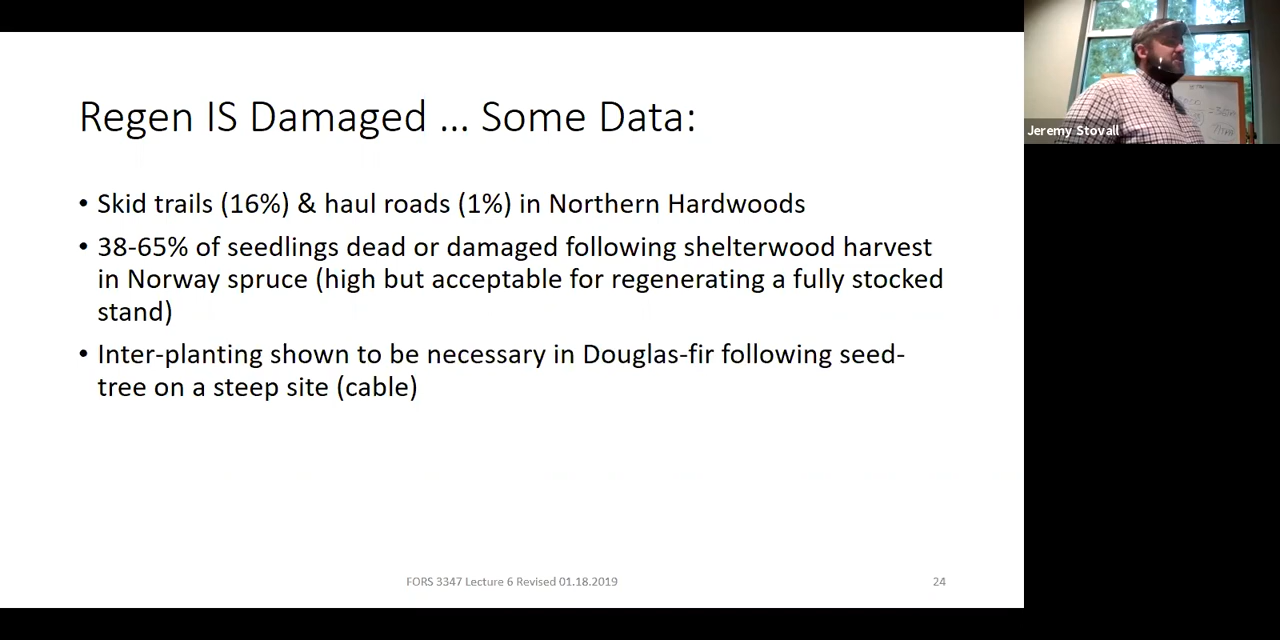 Regen IS Damaged ... Some Data:
• Skid trails (16%) & haul roads (1%) in Northern Hardwoods
• 38-65% of seedlings dead or damaged following shelterwood harvest
in Norway spruce (high but acceptable for regenerating a fully stocked
stand)
• Inter-planting shown to be necessary in Douglas-fir following seed-
tree on a steep site (cable)
FORS 3347 Lecture 6 Revised 01.18.2019
24
Jeremy Stovall